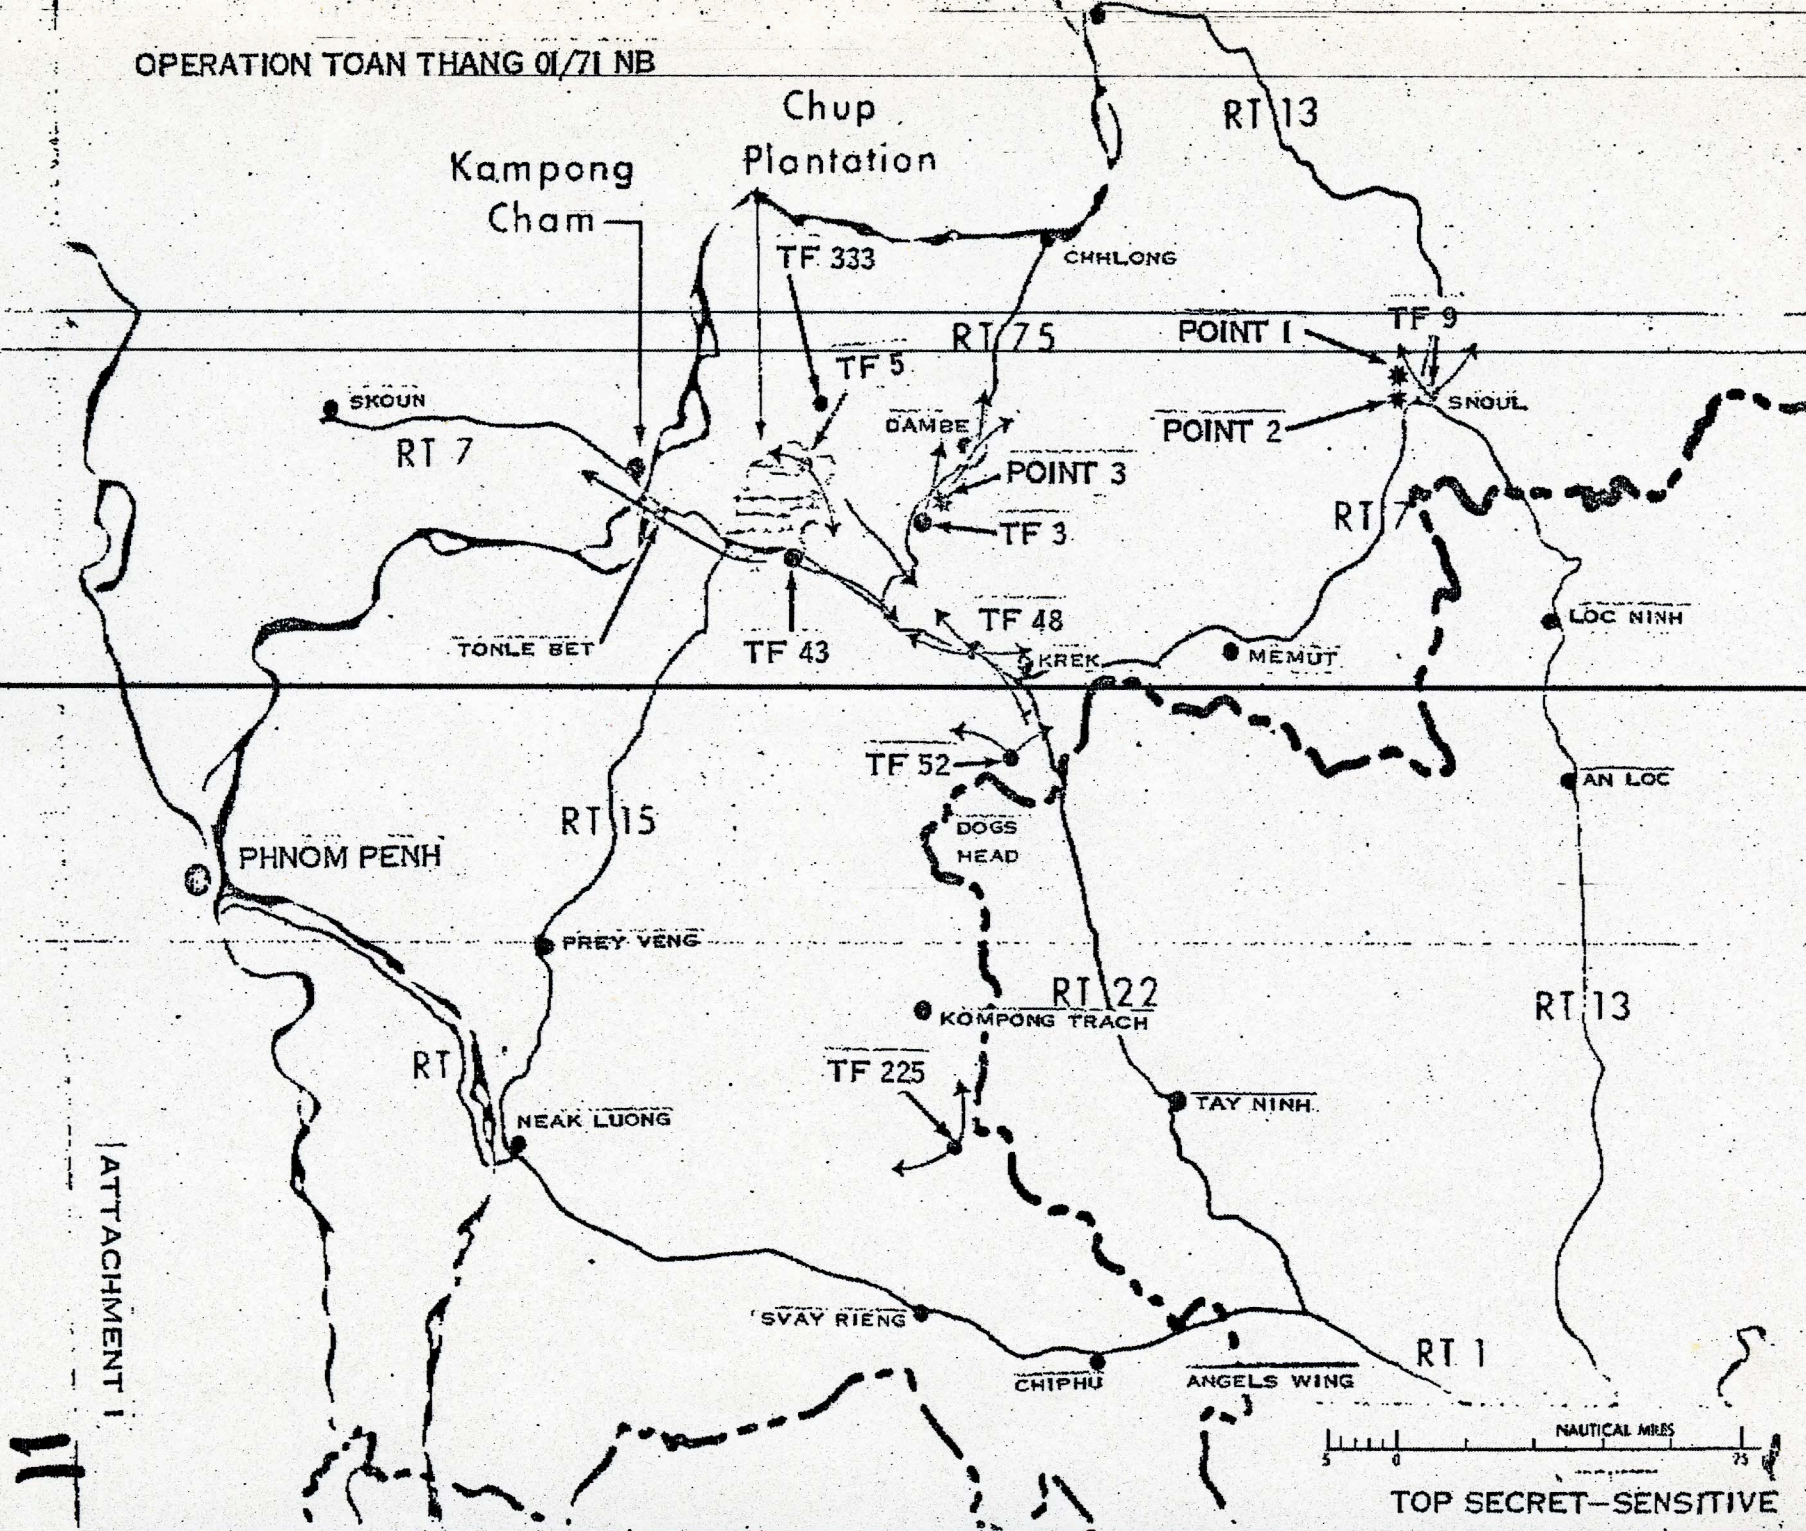 OPERATION TOAN THANG 01/71 NB
Chup
Plantation
RT 13
Kampong
Cham
TF 333
CHHLONG
POINT 1
TF 9
RT 75
TF 5
SKOUN
SNOUL
DAMBE
POINT 2
RT 7
POINT 3
RT 7
TF 3
TF 48
LOC NINH
TONLE BET
TF 43
KREK
MEMUT
TF 52
AN LOC
RT 15
DOGS
HEAD
PHNOM PENH
PREY VENG
RT 22
KOMPONG TRACH
RT 13
RT
TF 225
TAY NINH
NEAK LUONG
ATTACHMENT 1
SVAY RIENG
RT 1
CHIPHU
ANGELS WING
NAUTICAL MILES
5 0 25
TOP SECRET—SENSITIVE